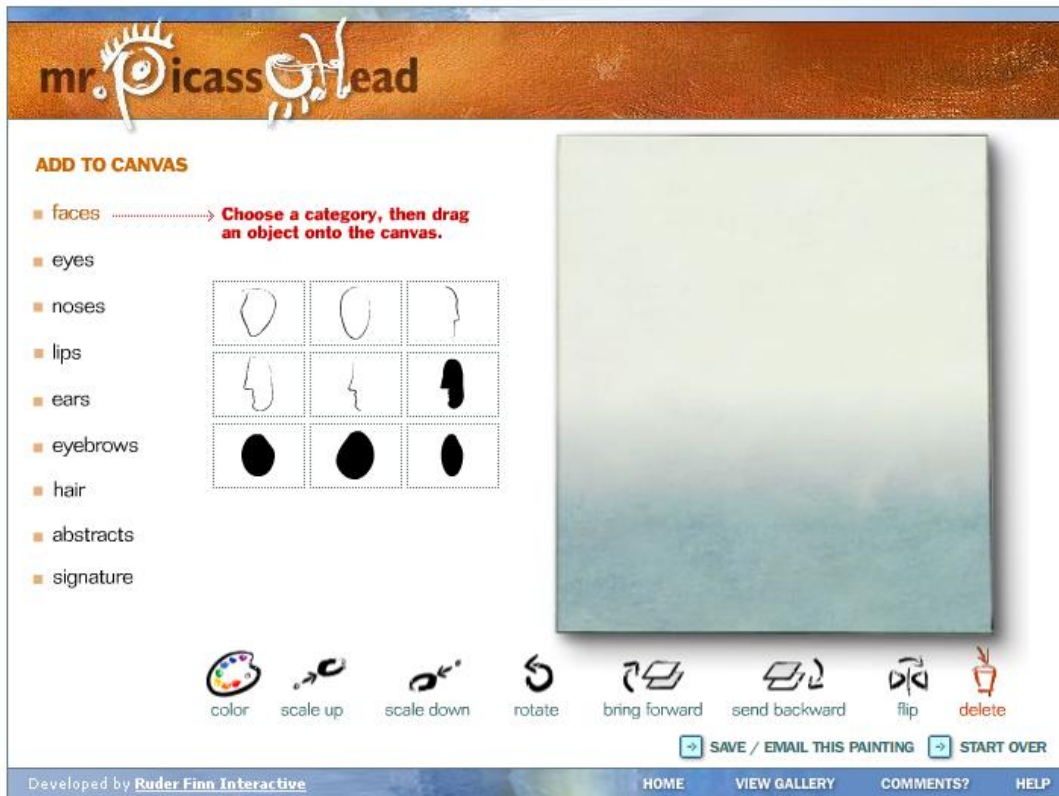 mr. Picassohead
ADD TO CANVAS
faces
Choose a category, then drag
an object onto the canvas.
eyes
noses
lips
ears
eyebrows
hair
abstracts
signature
color scale up scale down rotate bring forward send backward flip delete
SAVE / EMAIL THIS PAINTING START OVER
Developed by Ruder Finn Interactive HOME VIEW GALLERY COMMENTS? HELP